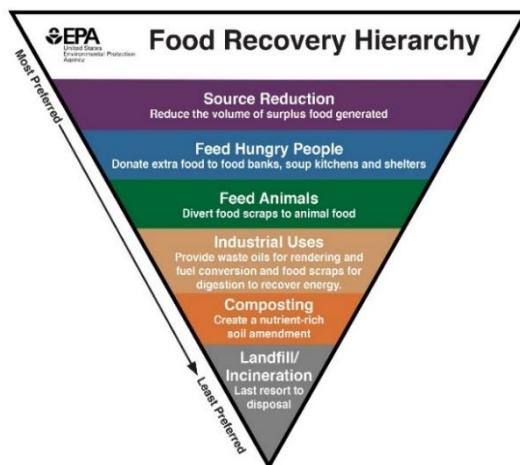 EPA
United States
Environmental Protection
Agency
Food Recovery Hierarchy
Most Preferred
Source Reduction
Reduce the volume of surplus food generated
Feed Hungry People
Donate extra food to food banks, soup kitchens and shelters
Feed Animals
Divert food scraps to animal food
Industrial Uses
Provide waste oils for rendering and
fuel conversion and food scraps for
digestion to recover energy.
Composting
Create a nutrient-rich
soil amendment
Landfill/
Incineration
Last resort to
disposal
Least Preferred